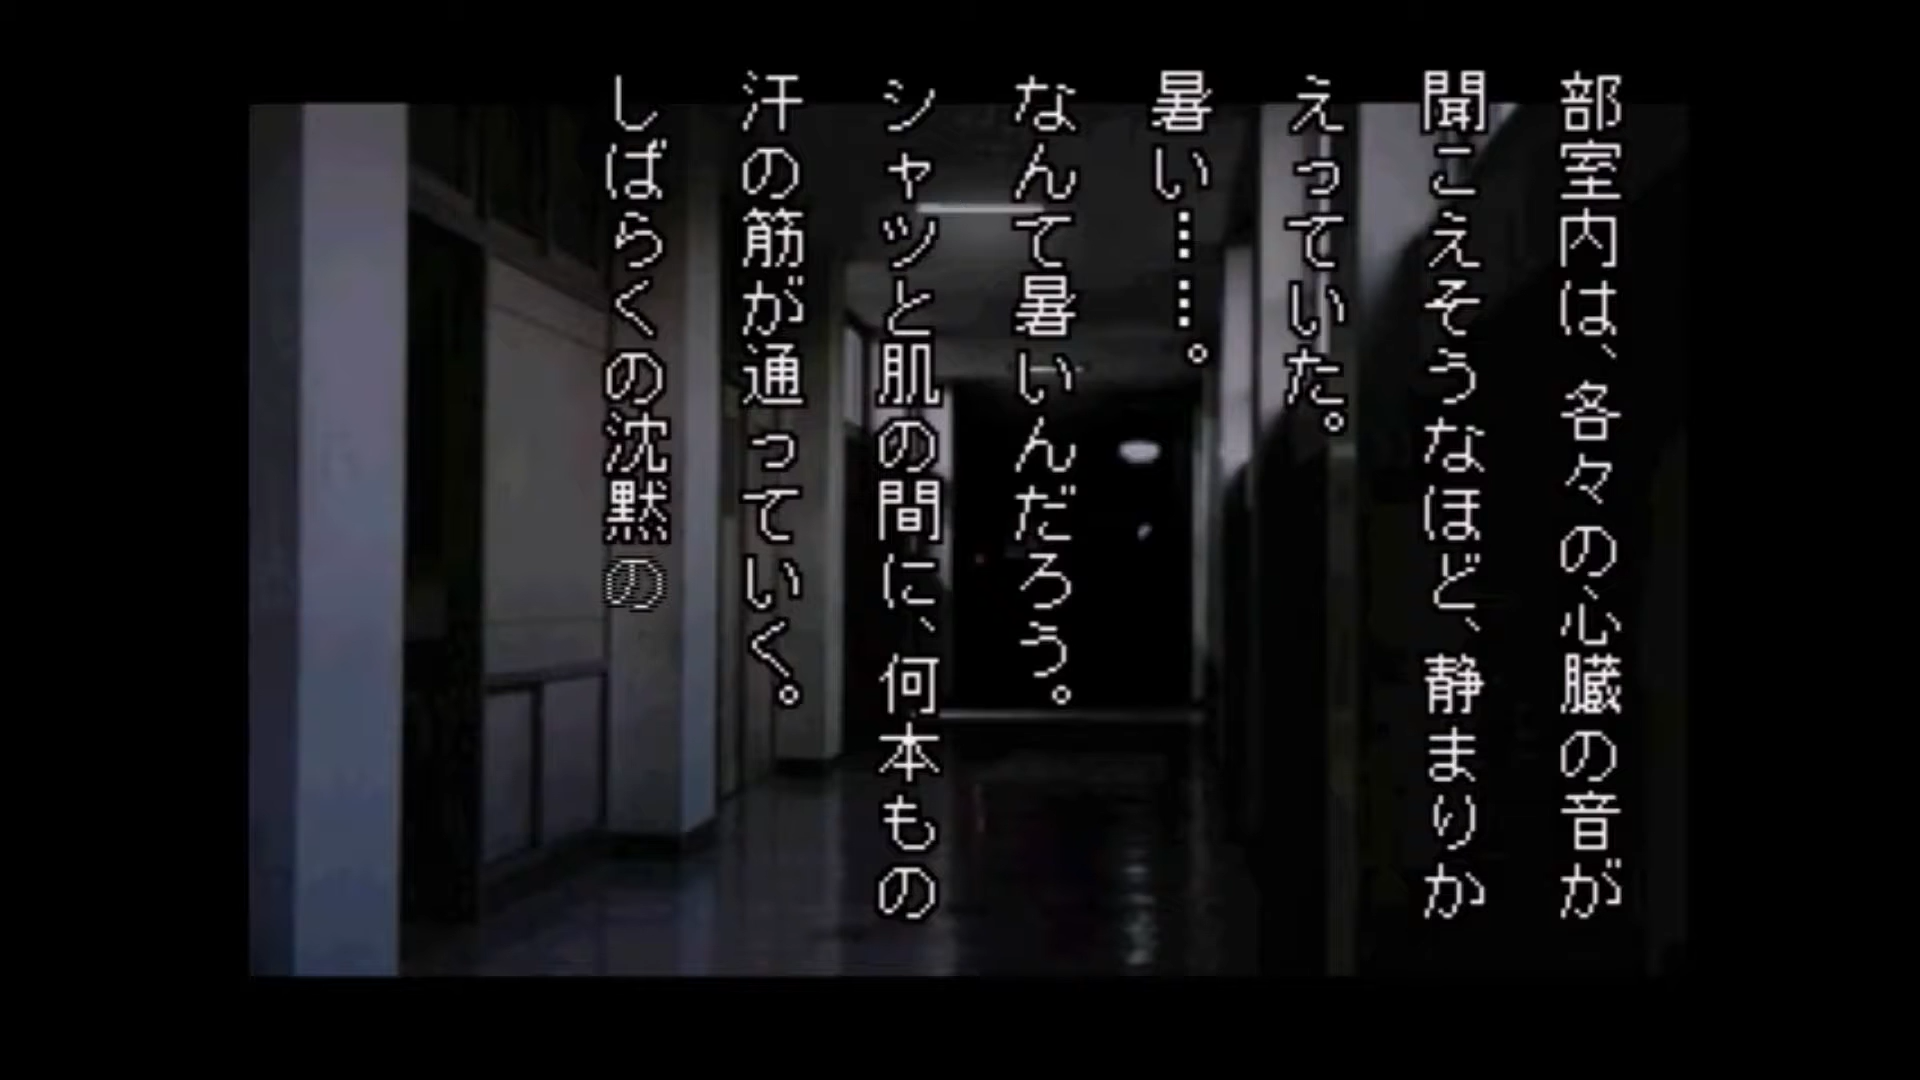 部室内は、各々の心臓の音が
聞こえそうなほど、静まりか
えっていた。
暑い……。
なんて暑いんだろう。
シャツと肌の間に、何本もの
汗の筋が通っていく。
しばらくの沈黙の